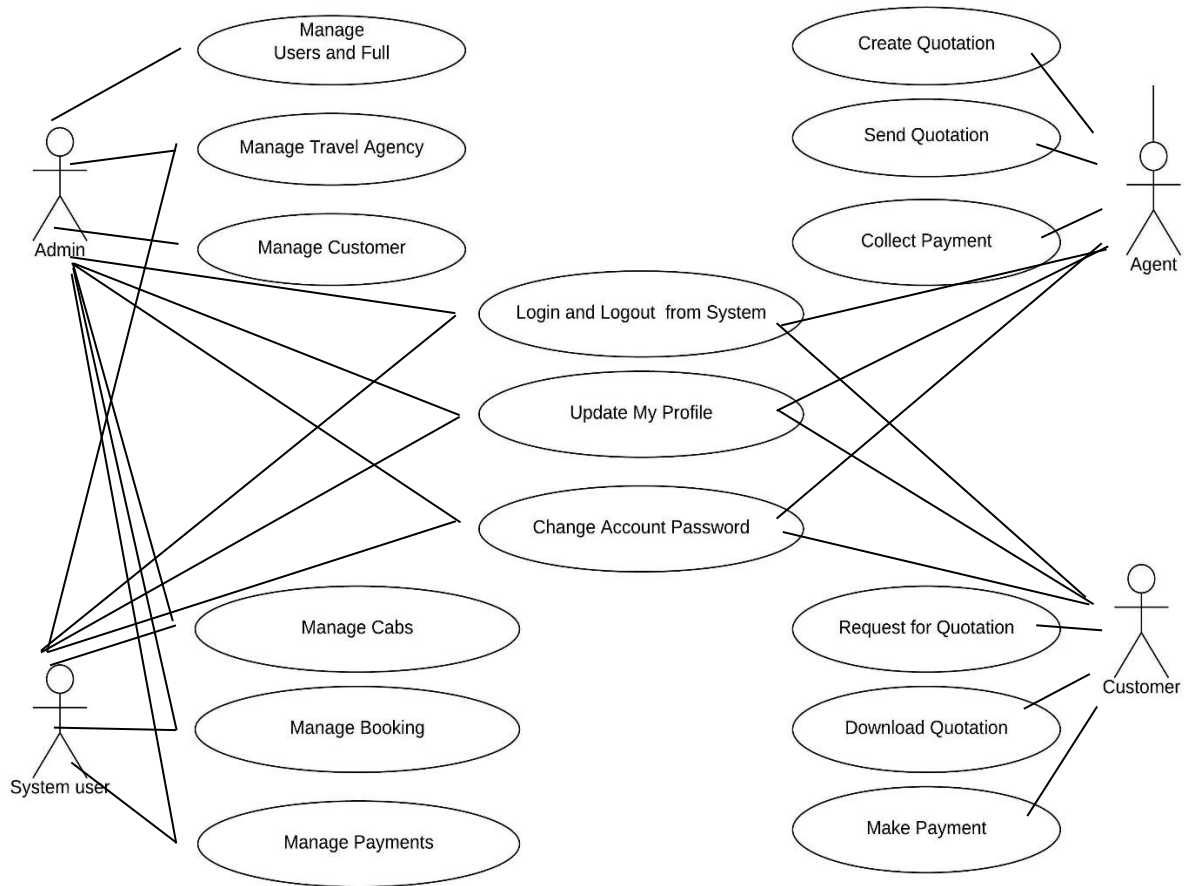 Manage
Users and Full
Create Quotation
Manage Travel Agency
Send Quotation
Manage Customer
Collect Payment
Admin
Agent
Login and Logout from System
Update My Profile
Change Account Password
Manage Cabs
Request for Quotation
Customer
Manage Booking
Download Quotation
System user
Manage Payments
Make Payment